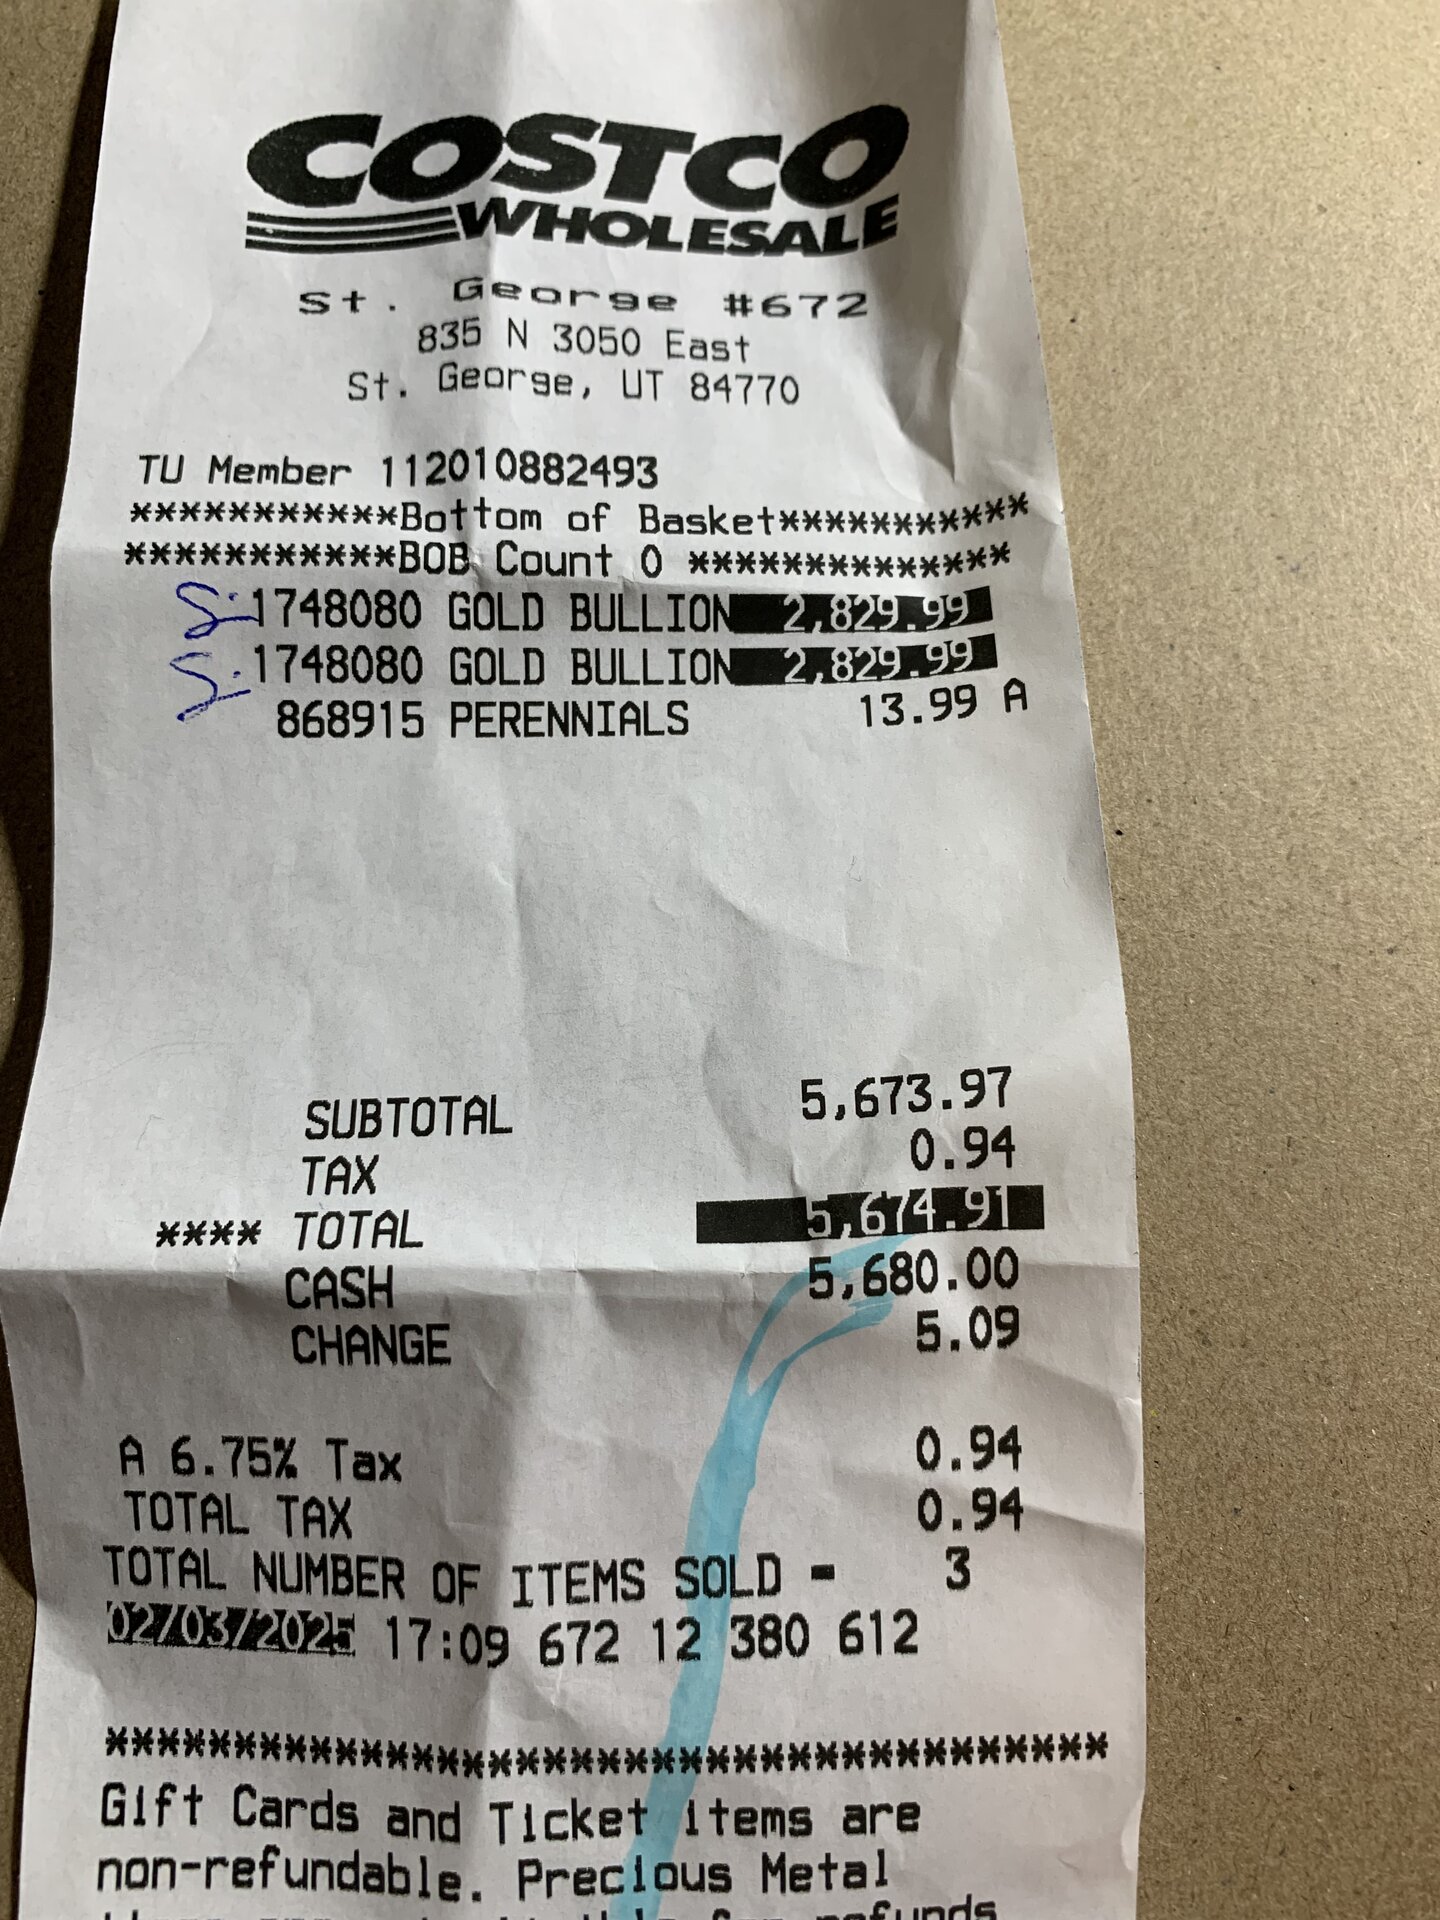 COSTCO
WHOLESALE
St. George #672
835 N 3050 East
St. George, UT 84770
TU Member 112010882493
***********Bottom of Basket***********
***********BOB Count 0 *************
1748080 GOLD BULLION 2,829.99
1748080 GOLD BULLION 2,829.99
868915 PERENNIALS 13.99 A
SUBTOTAL 5,673.97
TAX 0.94
**** TOTAL 5,674.91
CASH 5,680.00
CHANGE 5.09
A 6.75% Tax 0.94
TOTAL TAX 0.94
TOTAL NUMBER OF ITEMS SOLD = 3
02/03/2025 17:09 672 12 380 612
****************************************
Gift Cards and Ticket items are
non-refundable. Precious Metal
refunds